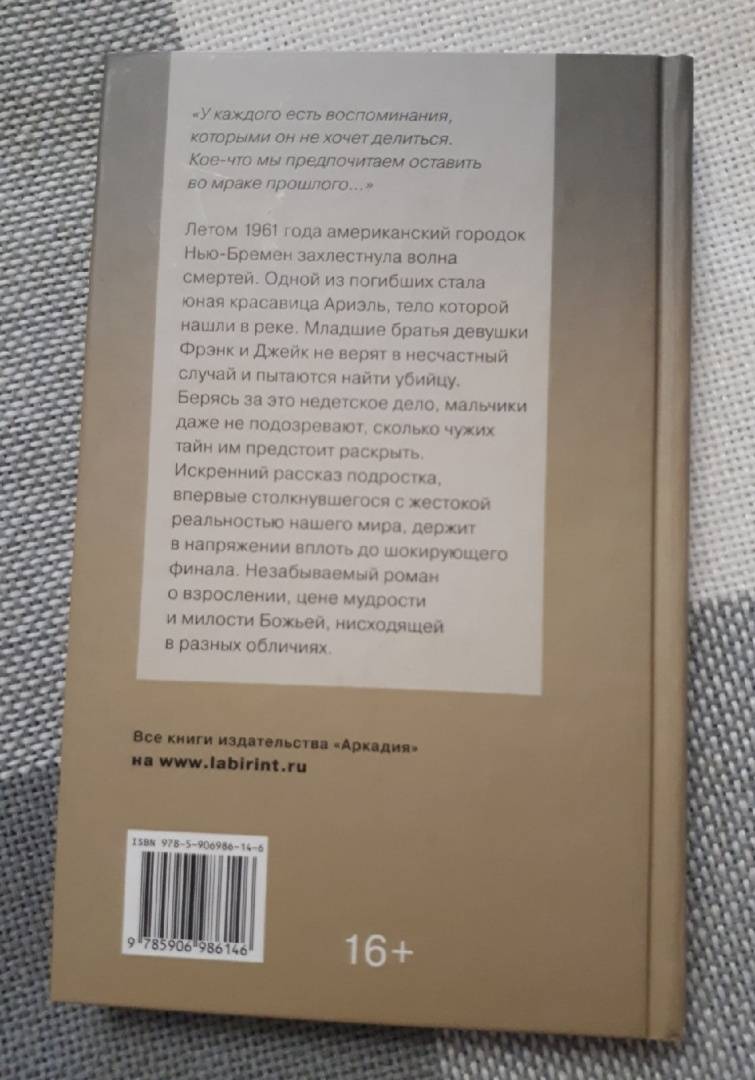 «У каждого есть воспоминания,
которыми он не хочет делиться.
Кое-что мы предпочитаем оставить
во мраке прошлого...»
Летом 1961 года американский городок
Нью-Бремен захлестнула волна
смертей. Одной из погибших стала
юная красавица Ариэль, тело которой
нашли в реке. Младшие братья девушки
Фрэнк и Джейк не верят в несчастный
случай и пытаются найти убийцу.
Берясь за это недетское дело, мальчики
даже не подозревают, сколько чужих
тайн им предстоит раскрыть.
Искренний рассказ подростка,
впервые столкнувшегося с жестокой
реальностью нашего мира, держит
в напряжении вплоть до шокирующего
финала. Незабываемый роман
о взрослении, цене мудрости
и милости Божьей, нисходящей
в разных обличиях.
Все книги издательства «Аркадия»
на www.labirint.ru
ISBN 978-5-906986-14-6
9 785906 986146
16+